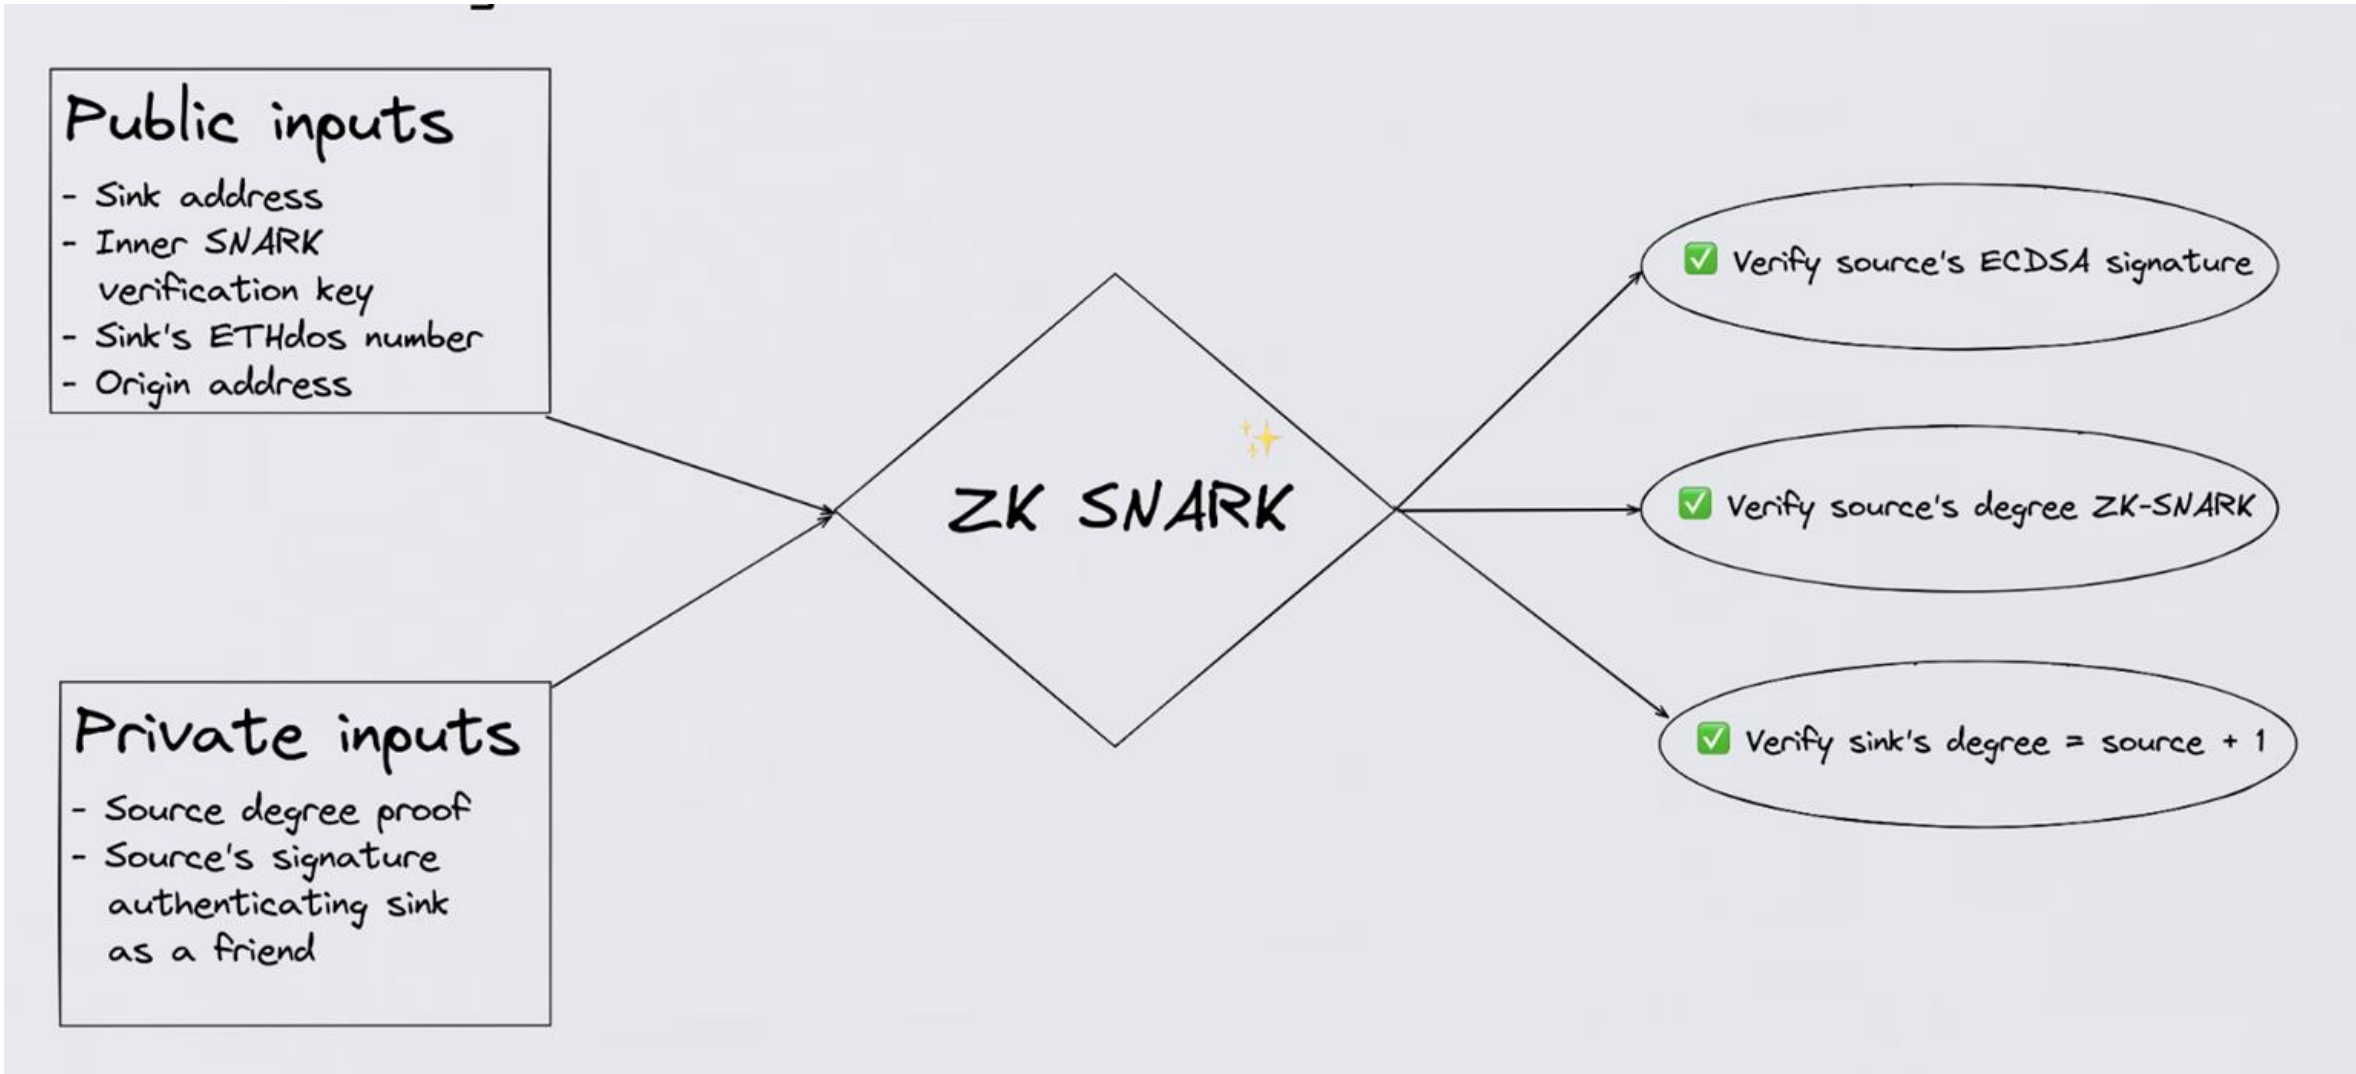 Public inputs
- Sink address
- Inner SNARK
verification key
- Sink's ETHdos number
- Origin address
Private inputs
- Source degree proof
- Source's signature
authenticating sink
as a friend
ZK SNARK
✅ Verify source's ECDSA signature
✅ Verify source's degree ZK-SNARK
✅ Verify sink's degree = source + 1